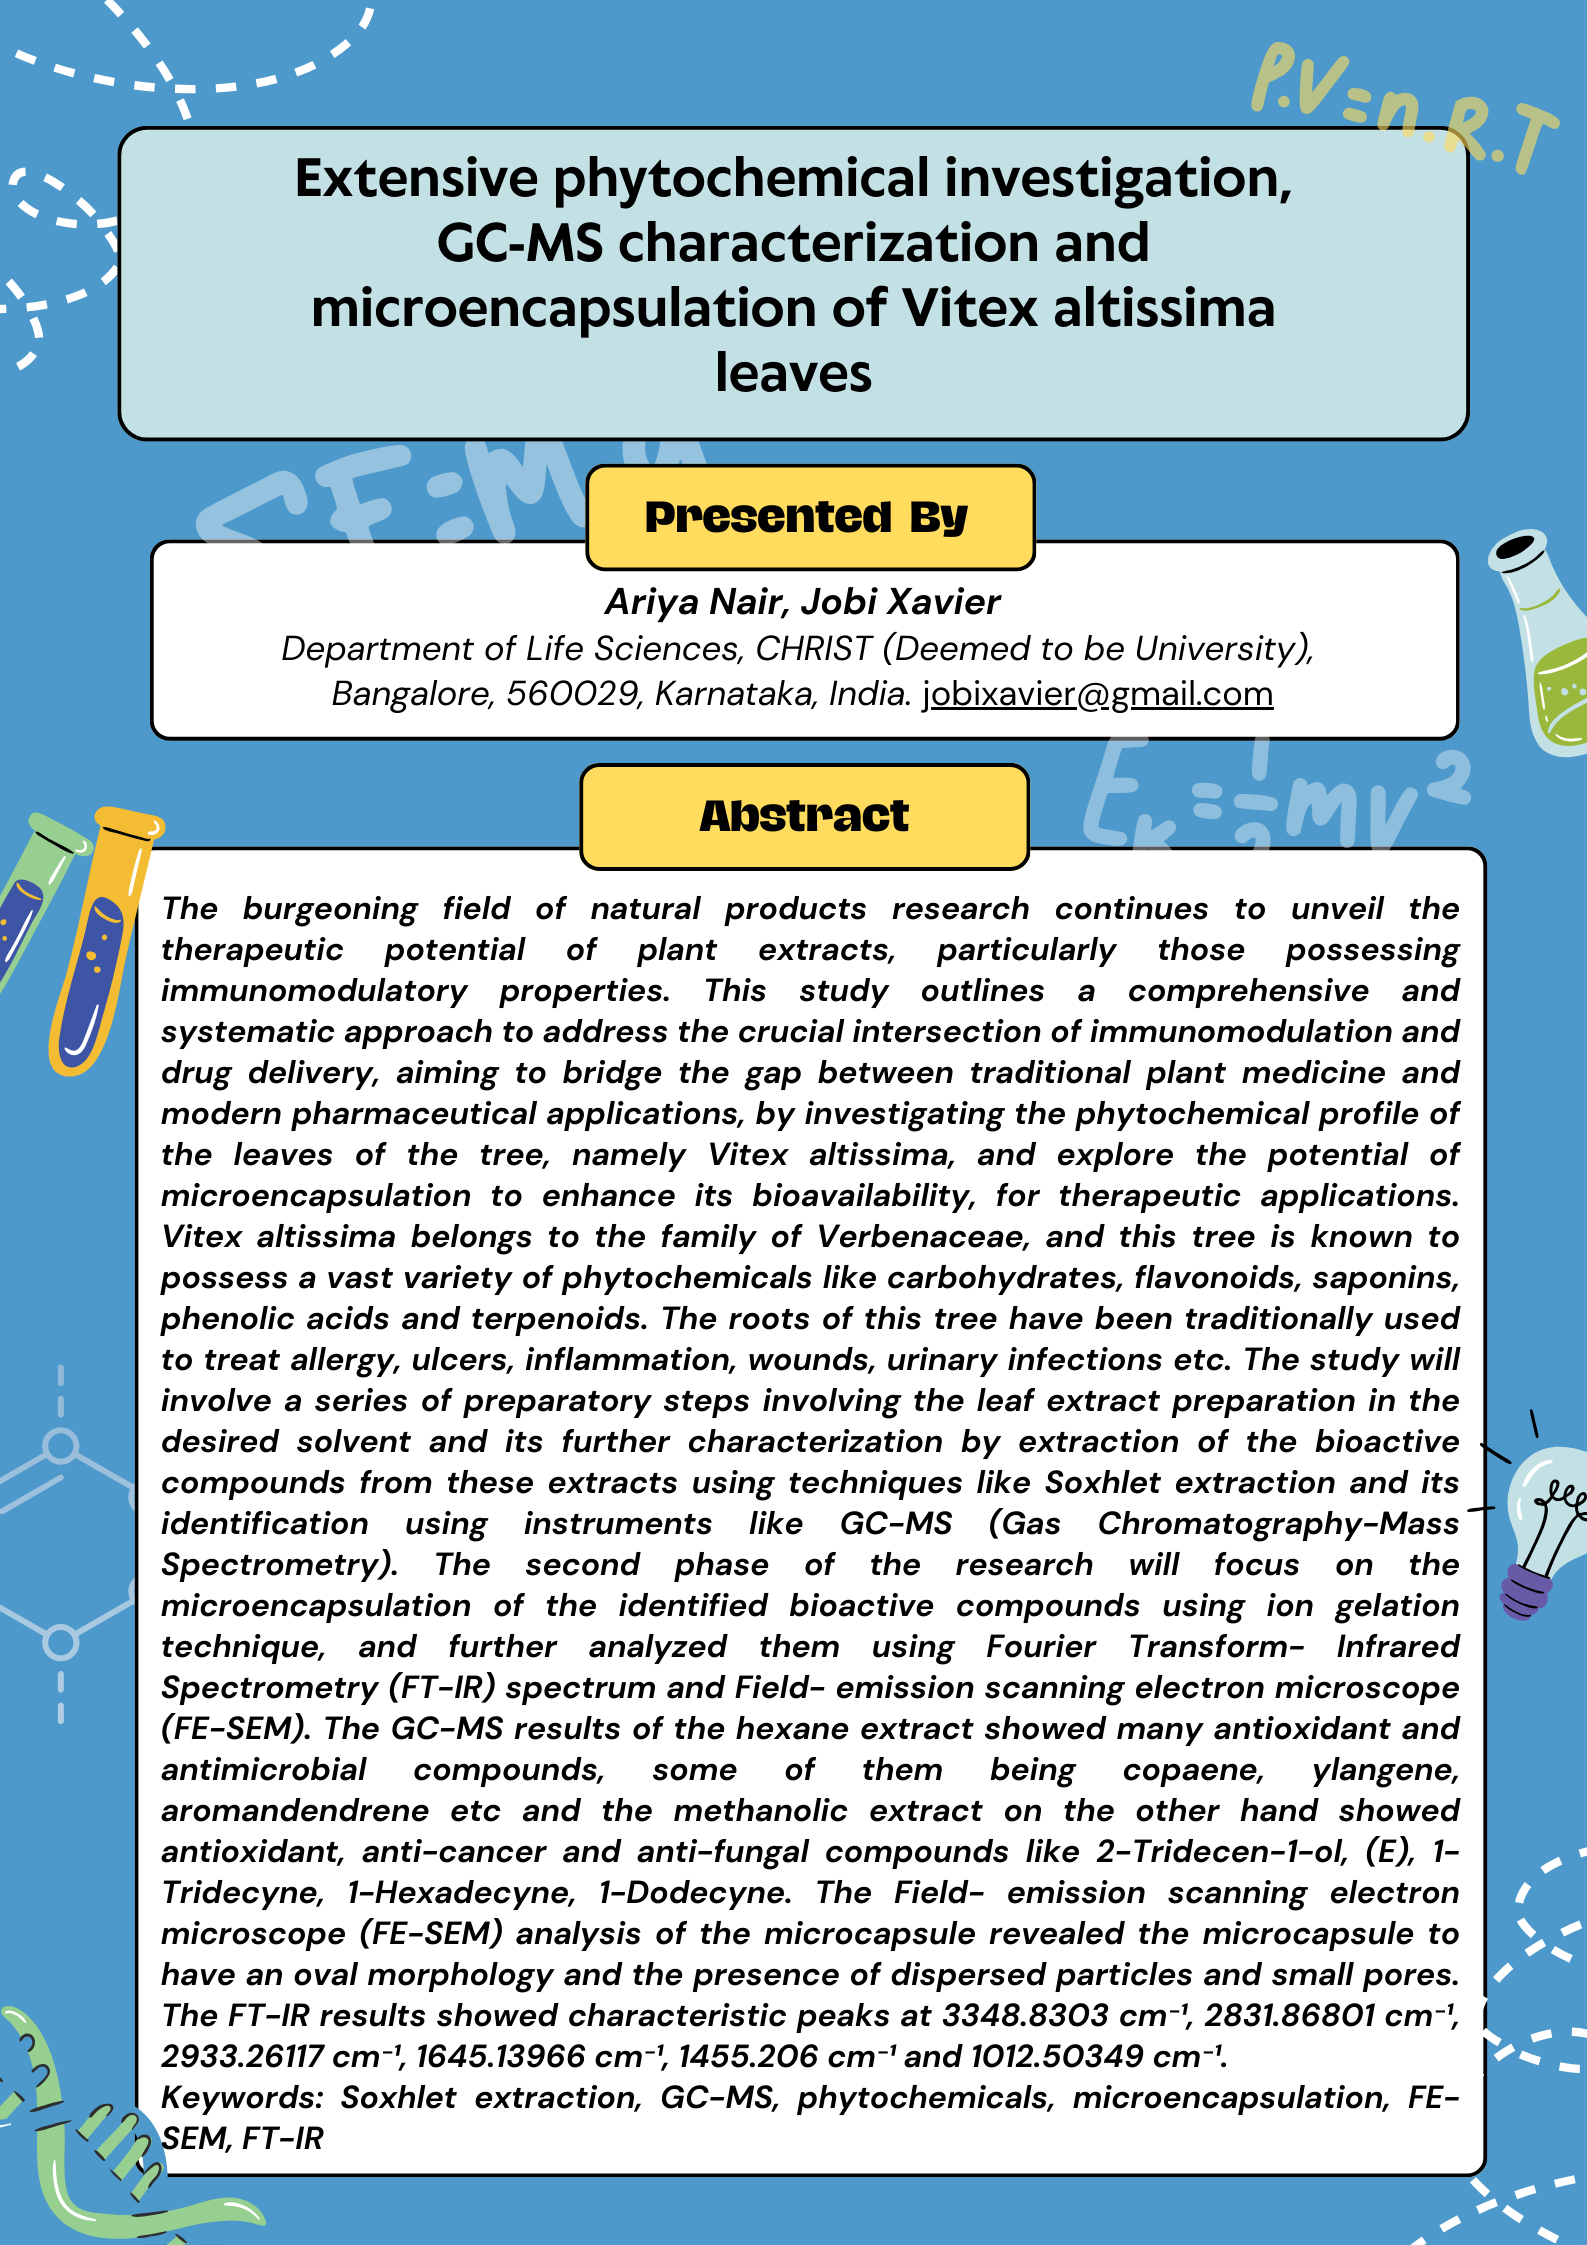 P.V=n.R.T
Extensive phytochemical investigation,
GC-MS characterization and
microencapsulation of Vitex altissima
leaves
Presented By
Ariya Nair, Jobi Xavier
Department of Life Sciences, CHRIST (Deemed to be University),
Bangalore, 560029, Karnataka, India. jobixavier@gmail.com
Abstract
The burgeoning field of natural products research continues to unveil the
therapeutic potential of plant extracts, particularly those possessing
immunomodulatory properties. This study outlines a comprehensive and
systematic approach to address the crucial intersection of immunomodulation and
drug delivery, aiming to bridge the gap between traditional plant medicine and
modern pharmaceutical applications, by investigating the phytochemical profile of
the leaves of the tree, namely Vitex altissima, and explore the potential of
microencapsulation to enhance its bioavailability, for therapeutic applications.
Vitex altissima belongs to the family of Verbenaceae, and this tree is known to
possess a vast variety of phytochemicals like carbohydrates, flavonoids, saponins,
phenolic acids and terpenoids. The roots of this tree have been traditionally used
to treat allergy, ulcers, inflammation, wounds, urinary infections etc. The study will
involve a series of preparatory steps involving the leaf extract preparation in the
desired solvent and its further characterization by extraction of the bioactive
compounds from these extracts using techniques like Soxhlet extraction and its
identification using instruments like GC-MS (Gas Chromatography-Mass
Spectrometry). The second phase of the research will focus on the
microencapsulation of the identified bioactive compounds using ion gelation
technique, and further analyzed them using Fourier Transform- Infrared
Spectrometry (FT-IR) spectrum and Field- emission scanning electron microscope
(FE-SEM). The GC-MS results of the hexane extract showed many antioxidant and
antimicrobial compounds, some of them being copaene, ylangene,
aromandendrene etc and the methanolic extract on the other hand showed
antioxidant, anti-cancer and anti-fungal compounds like 2-Tridecen-1-ol, (E), 1-
Tridecyne, 1-Hexadecyne, 1-Dodecyne. The Field- emission scanning electron
microscope (FE-SEM) analysis of the microcapsule revealed the microcapsule to
have an oval morphology and the presence of dispersed particles and small pores.
The FT-IR results showed characteristic peaks at 3348.8303 cm⁻¹, 2831.86801 cm⁻¹,
2933.26117 cm⁻¹, 1645.13966 cm⁻¹, 1455.206 cm⁻¹ and 1012.50349 cm⁻¹.
Keywords: Soxhlet extraction, GC-MS, phytochemicals, microencapsulation, FE-
SEM, FT-IR